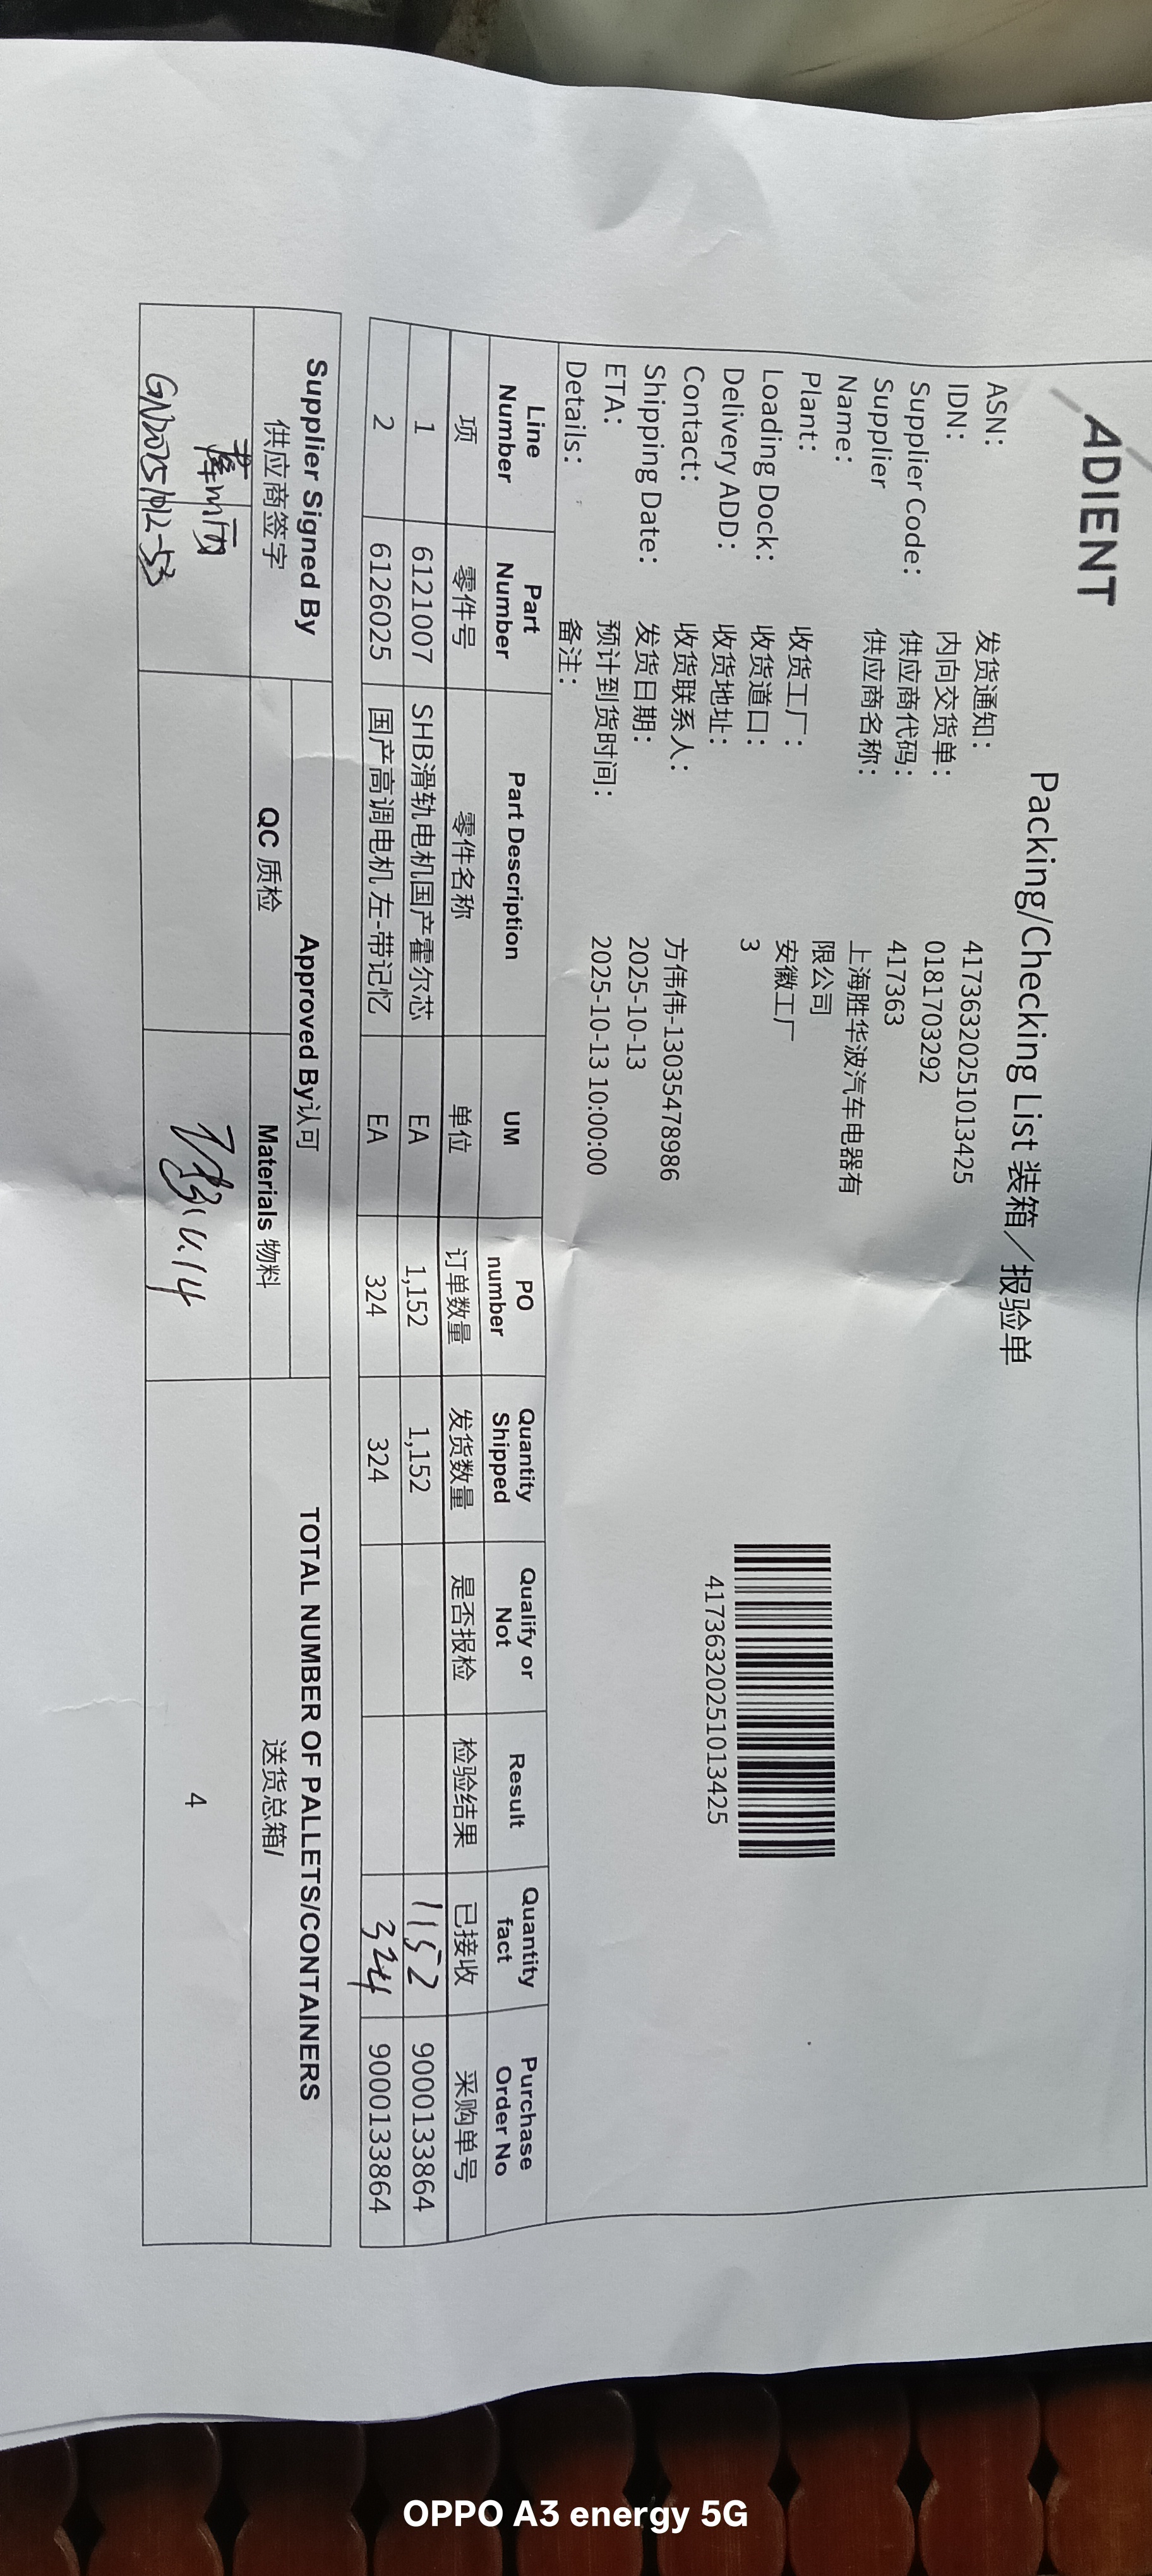 ADIENT
Packing/Checking List 装箱／报验单
ASN： 发货通知： 41736320251013425
IDN： 内向交货单： 0181703292
Supplier Code： 供应商代码： 417363
Supplier Name： 供应商名称： 上海胜华波汽车电器有
限公司
Plant： 收货工厂： 安徽工厂
Loading Dock： 收货道口： 3
Delivery ADD： 收货地址：
Contact： 收货联系人： 方伟伟-13035478986
Shipping Date： 发货日期： 2025-10-13
ETA： 预计到货时间： 2025-10-13 10:00:00
Details： 备注：
41736320251013425
Line Number Part Number Part Description UM PO number Quantity Shipped Qualify or Not Result Quantity fact Purchase Order No
项 零件号 零件名称 单位 订单数量 发货数量 是否报检 检验结果 已接收 采购单号
1 6121007 SHB滑轨电机国产霍尔芯 EA 1,152 1,152 1152 9000133864
2 6126025 国产高调电机 左-带记忆 EA 324 324 324 9000133864
Supplier Signed By Approved By认可 TOTAL NUMBER OF PALLETS/CONTAINERS
供应商签字 QC 质检 Materials 物料 送货总箱/
4
GN20251012-53
OPPO A3 energy 5G